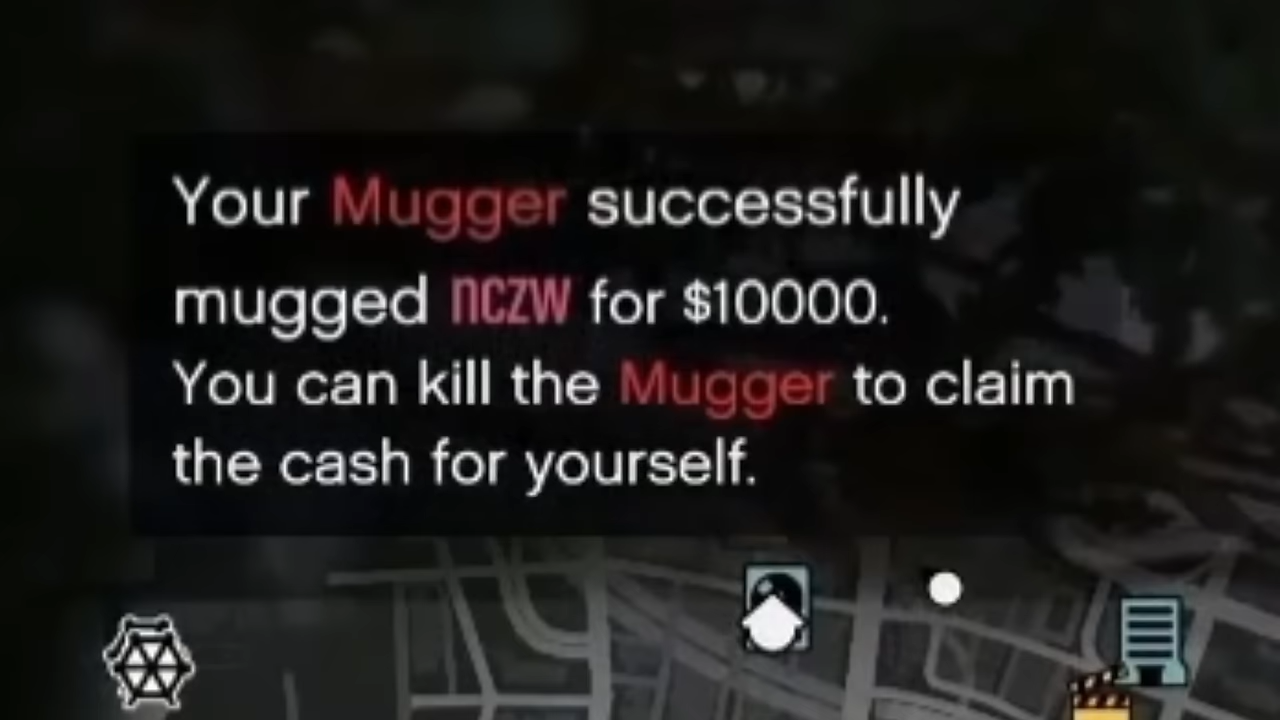 Your Mugger successfully
mugged nczw for $10000.
You can kill the Mugger to claim
the cash for yourself.